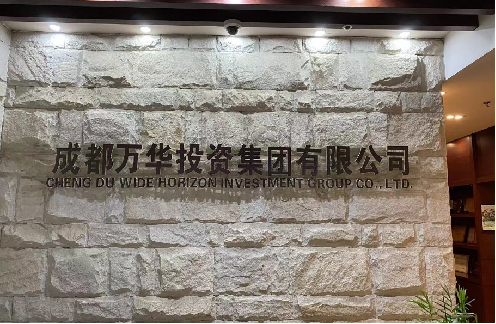 成都万华投资集团有限公司
CHENG DU WIDE HORIZON INVESTMENT GROUP CO., LTD.